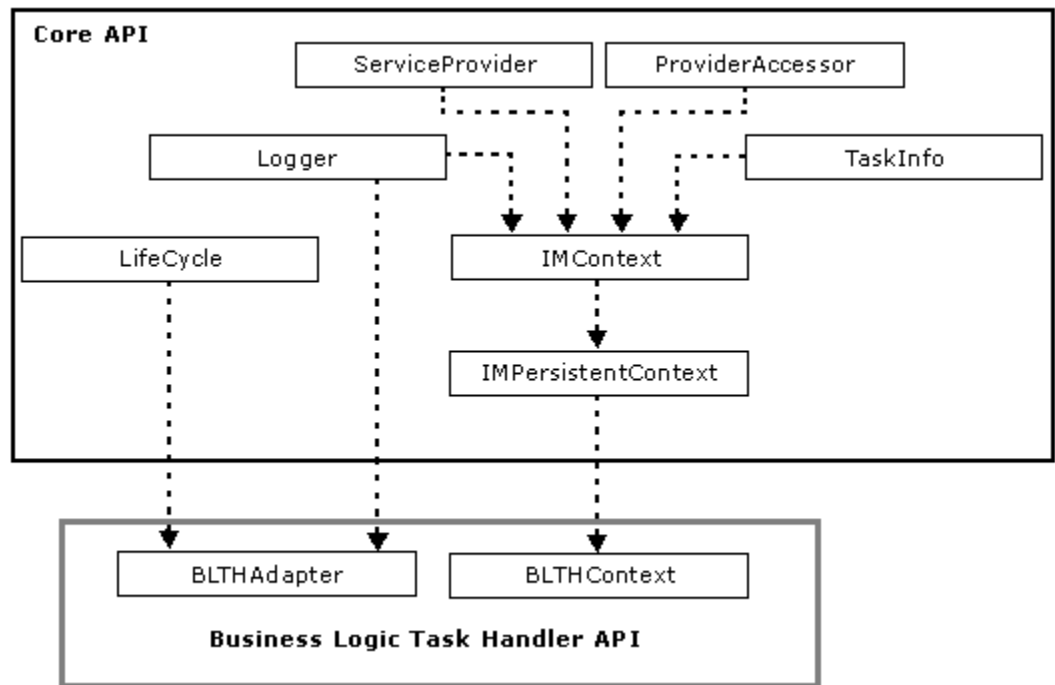 Core API
ServiceProvider
ProviderAccessor
Logger
TaskInfo
LifeCycle
IMContext
IMPersistentContext
BLTHAdapter
BLTHContext
Business Logic Task Handler API